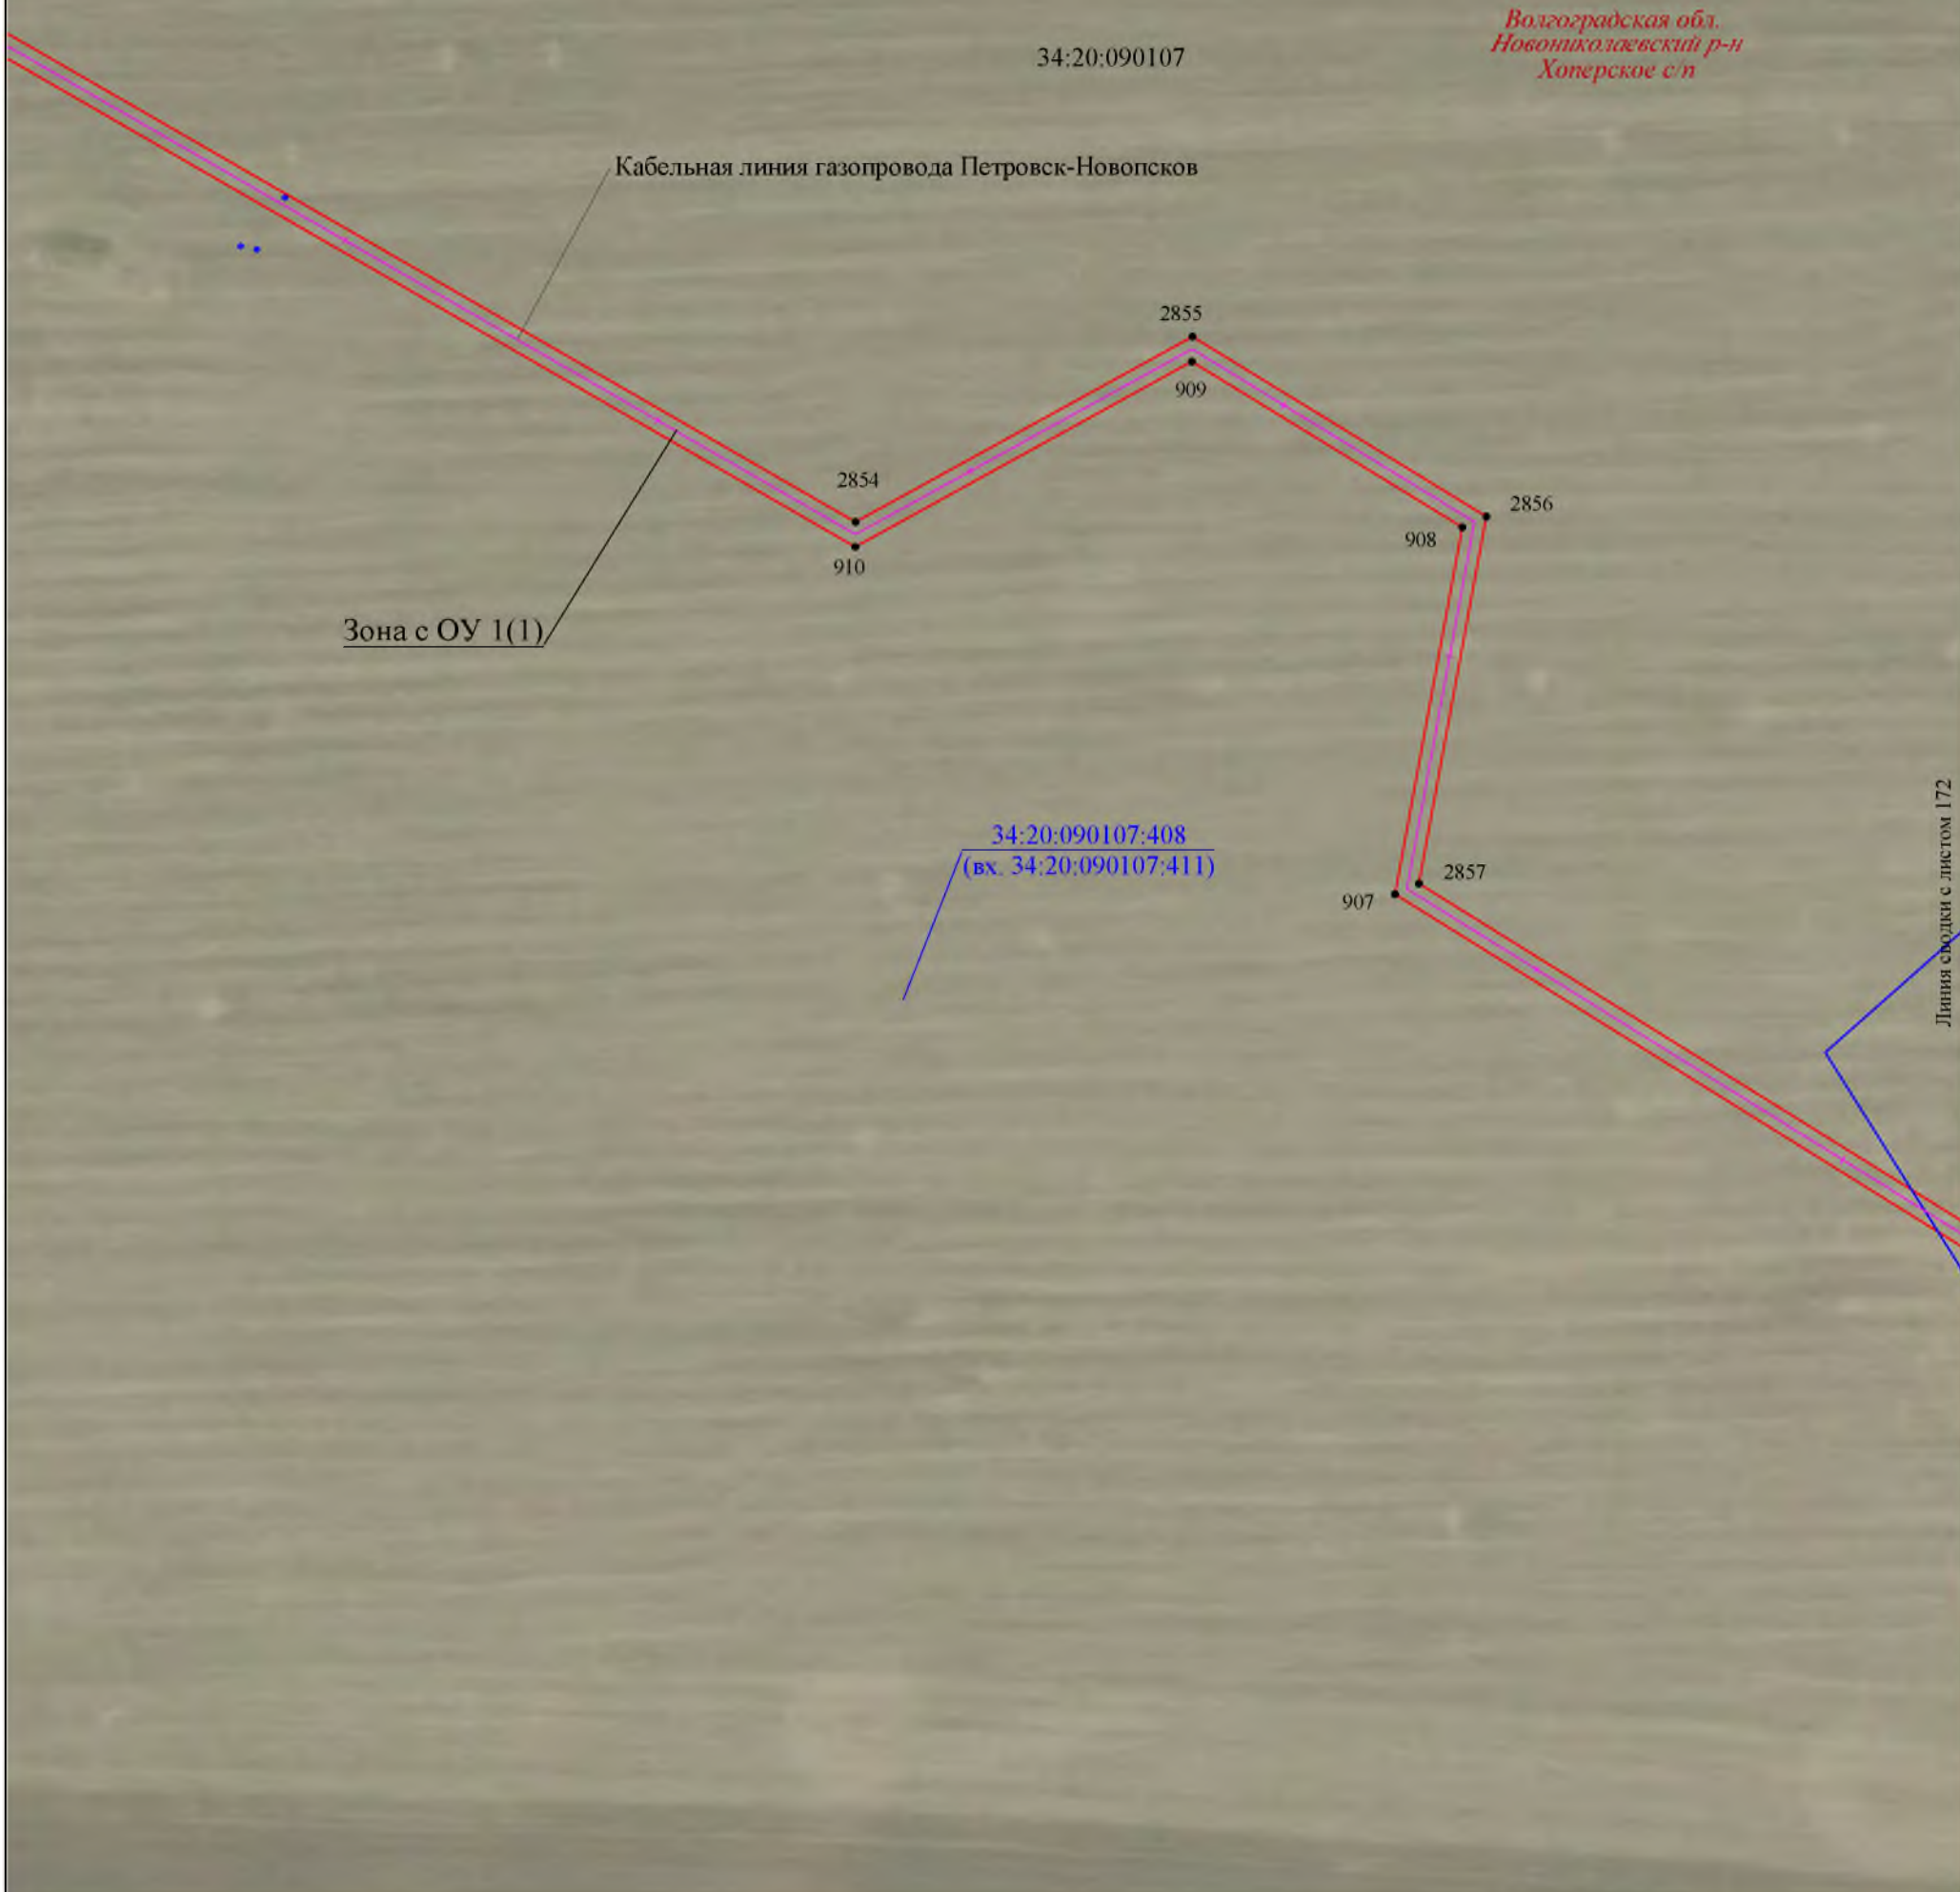 Волгоградская обл.
Новониколаевский р-н
Хоперское с/п
34:20:090107
Кабельная линия газопровода Петровск-Новопсков
2855
909
2854
2856
908
910
Зона с ОУ 1(1)
34:20:090107:408
(вх. 34:20:090107:411)
2857
907
Линия сводки с листом 172